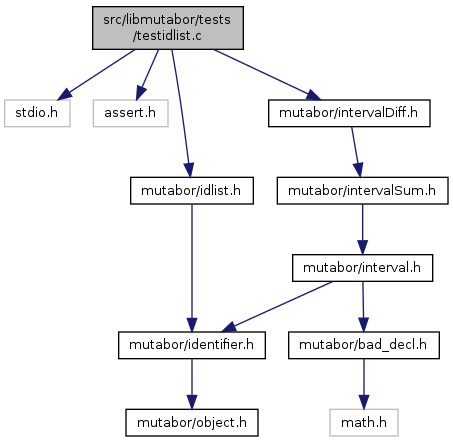 src/libmutabor/tests
/testidlist.c
stdio.h
assert.h
mutabor/intervalDiff.h
mutabor/idlist.h
mutabor/intervalSum.h
mutabor/interval.h
mutabor/identifier.h
mutabor/bad_decl.h
mutabor/object.h
math.h